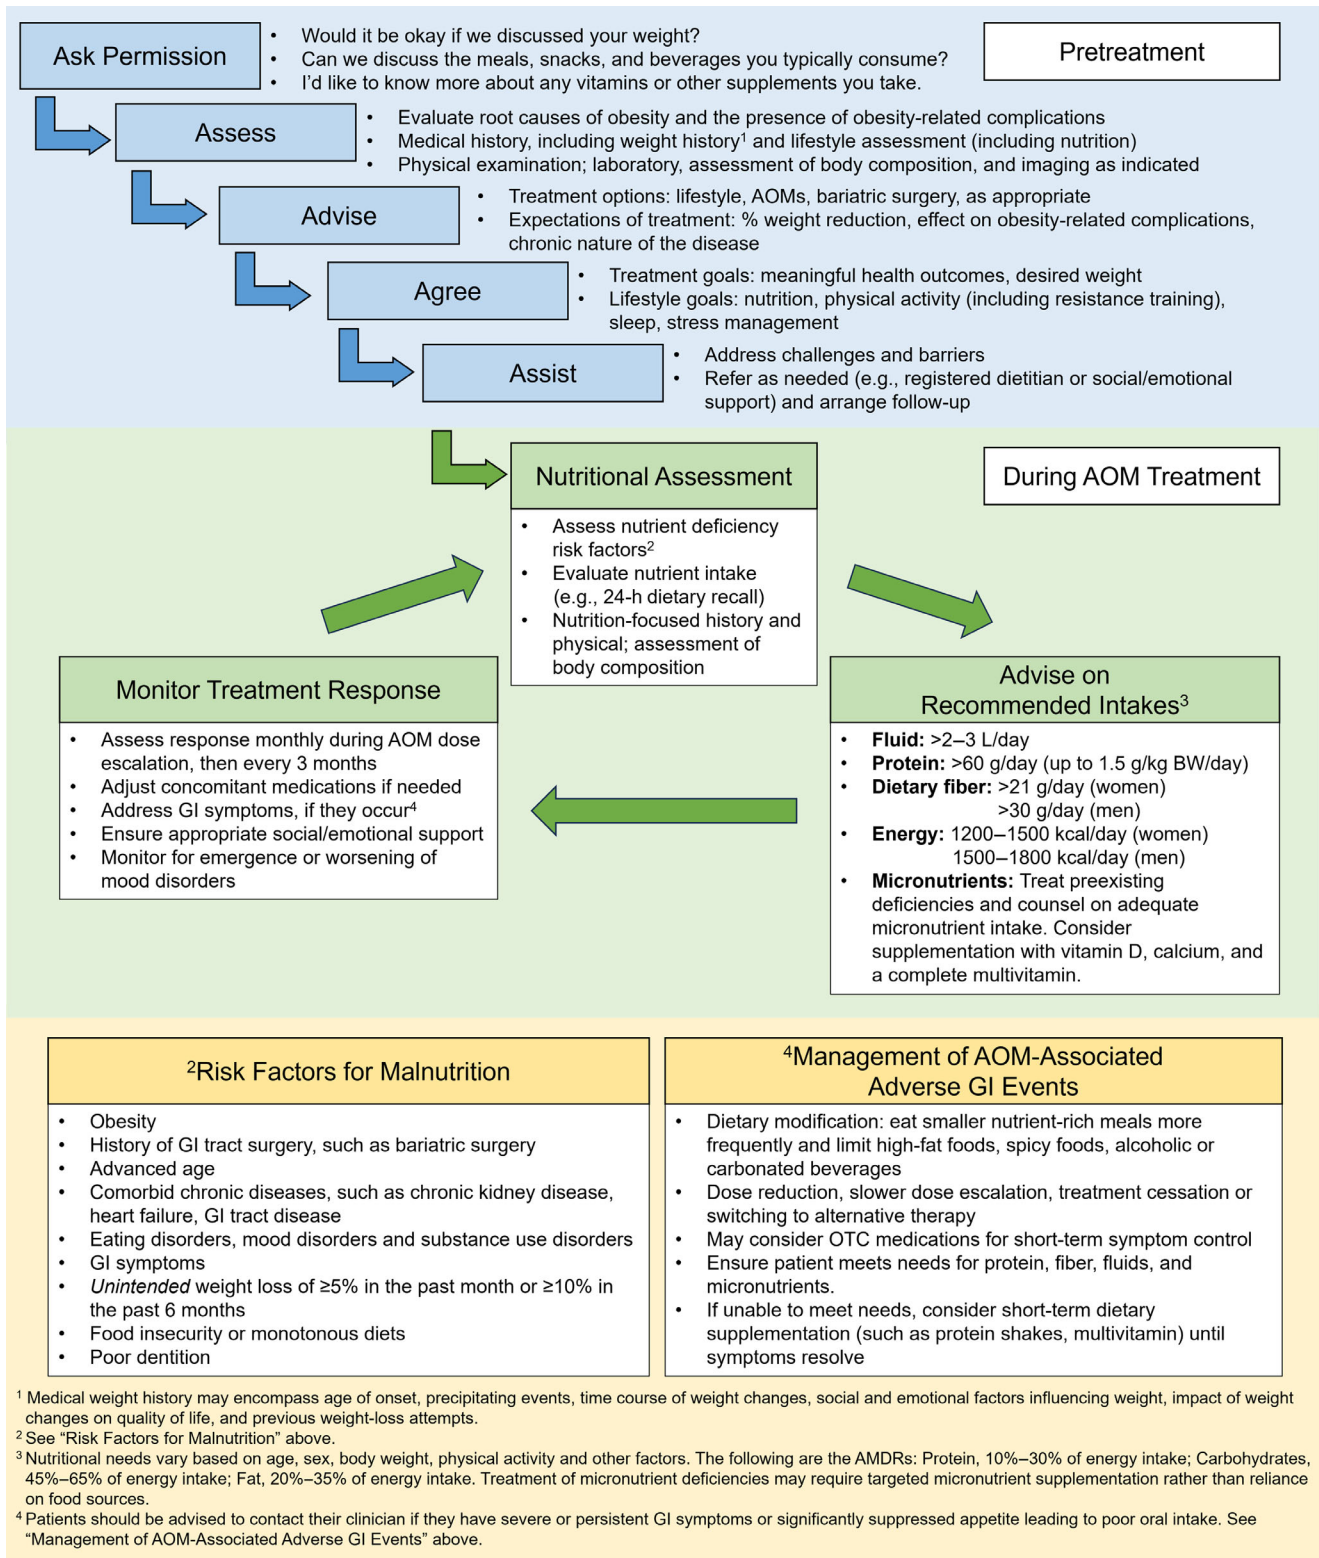 Ask Permission
• Would it be okay if we discussed your weight?
• Can we discuss the meals, snacks, and beverages you typically consume?
• I’d like to know more about any vitamins or other supplements you take.
Pretreatment
Assess
• Evaluate root causes of obesity and the presence of obesity-related complications
• Medical history, including weight history¹ and lifestyle assessment (including nutrition)
• Physical examination; laboratory, assessment of body composition, and imaging as indicated
Advise
• Treatment options: lifestyle, AOMs, bariatric surgery, as appropriate
• Expectations of treatment: % weight reduction, effect on obesity-related complications,
chronic nature of the disease
Agree
• Treatment goals: meaningful health outcomes, desired weight
• Lifestyle goals: nutrition, physical activity (including resistance training),
sleep, stress management
Assist
• Address challenges and barriers
• Refer as needed (e.g., registered dietitian or social/emotional
support) and arrange follow-up
During AOM Treatment
Nutritional Assessment
• Assess nutrient deficiency
risk factors²
• Evaluate nutrient intake
(e.g., 24-h dietary recall)
• Nutrition-focused history and
physical; assessment of
body composition
Advise on
Recommended Intakes³
• Fluid: >2–3 L/day
• Protein: >60 g/day (up to 1.5 g/kg BW/day)
• Dietary fiber: >21 g/day (women)
>30 g/day (men)
• Energy: 1200–1500 kcal/day (women)
1500–1800 kcal/day (men)
• Micronutrients: Treat preexisting
deficiencies and counsel on adequate
micronutrient intake. Consider
supplementation with vitamin D, calcium, and
a complete multivitamin.
Monitor Treatment Response
• Assess response monthly during AOM dose
escalation, then every 3 months
• Adjust concomitant medications if needed
• Address GI symptoms, if they occur⁴
• Ensure appropriate social/emotional support
• Monitor for emergence or worsening of
mood disorders
²Risk Factors for Malnutrition
• Obesity
• History of GI tract surgery, such as bariatric surgery
• Advanced age
• Comorbid chronic diseases, such as chronic kidney disease,
heart failure, GI tract disease
• Eating disorders, mood disorders and substance use disorders
• GI symptoms
• Unintended weight loss of ≥5% in the past month or ≥10% in
the past 6 months
• Food insecurity or monotonous diets
• Poor dentition
⁴Management of AOM-Associated
Adverse GI Events
• Dietary modification: eat smaller nutrient-rich meals more
frequently and limit high-fat foods, spicy foods, alcoholic or
carbonated beverages
• Dose reduction, slower dose escalation, treatment cessation or
switching to alternative therapy
• May consider OTC medications for short-term symptom control
• Ensure patient meets needs for protein, fiber, fluids, and
micronutrients.
• If unable to meet needs, consider short-term dietary
supplementation (such as protein shakes, multivitamin) until
symptoms resolve
¹ Medical weight history may encompass age of onset, precipitating events, time course of weight changes, social and emotional factors influencing weight, impact of weight
changes on quality of life, and previous weight-loss attempts.
² See “Risk Factors for Malnutrition” above.
³ Nutritional needs vary based on age, sex, body weight, physical activity and other factors. The following are the AMDRs: Protein, 10%–30% of energy intake; Carbohydrates,
45%–65% of energy intake; Fat, 20%–35% of energy intake. Treatment of micronutrient deficiencies may require targeted micronutrient supplementation rather than reliance
on food sources.
⁴ Patients should be advised to contact their clinician if they have severe or persistent GI symptoms or significantly suppressed appetite leading to poor oral intake. See
“Management of AOM-Associated Adverse GI Events” above.